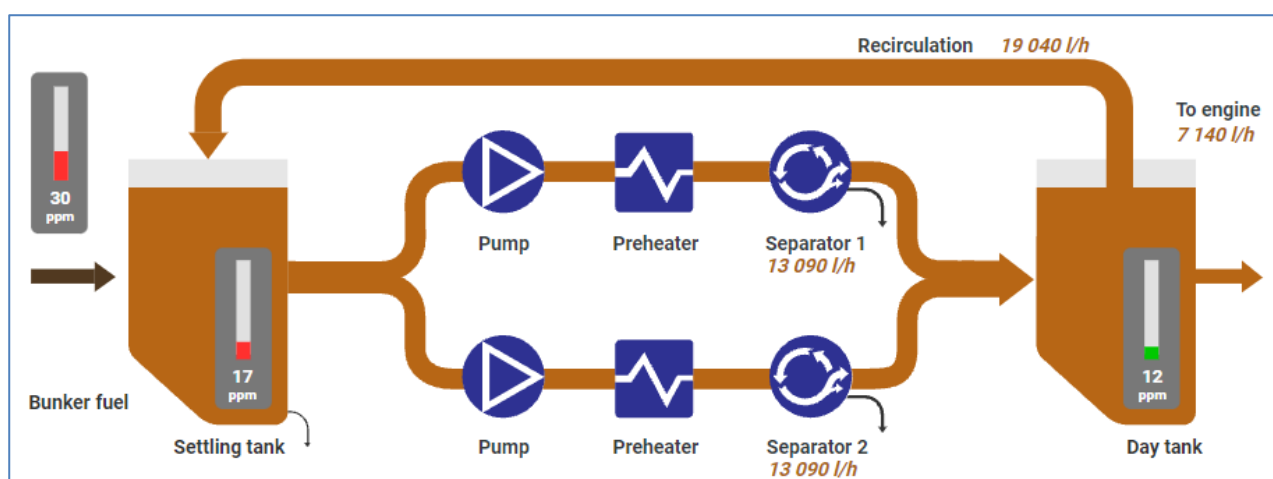 Recirculation 19 040 l/h
To engine
7 140 l/h
30
ppm
Pump
Preheater
Separator 1
13 090 l/h
17
ppm
12
ppm
Bunker fuel
Settling tank
Pump
Preheater
Separator 2
13 090 l/h
Day tank